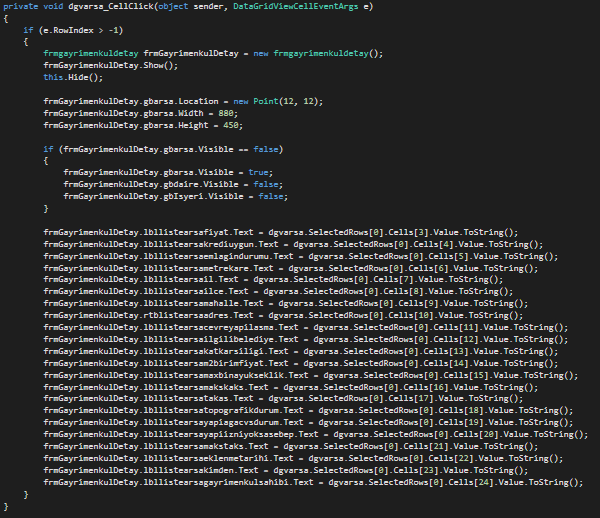 private void dgvarsa_CellClick(object sender, DataGridViewCellEventArgs e)
{
if (e.RowIndex > -1)
{
frmgayrimenkuldetay frmGayrimenkulDetay = new frmgayrimenkuldetay();
frmGayrimenkulDetay.Show();
this.Hide();
frmGayrimenkulDetay.gbarsa.Location = new Point(12, 12);
frmGayrimenkulDetay.gbarsa.Width = 880;
frmGayrimenkulDetay.gbarsa.Height = 450;
if (frmGayrimenkulDetay.gbarsa.Visible == false)
{
frmGayrimenkulDetay.gbarsa.Visible = true;
frmGayrimenkulDetay.gbdaire.Visible = false;
frmGayrimenkulDetay.gbIsyeri.Visible = false;
}
frmGayrimenkulDetay.lbllistearsafiyat.Text = dgvarsa.SelectedRows[0].Cells[3].Value.ToString();
frmGayrimenkulDetay.lbllistearsakrediuygun.Text = dgvarsa.SelectedRows[0].Cells[4].Value.ToString();
frmGayrimenkulDetay.lbllistearsaemlagindurumu.Text = dgvarsa.SelectedRows[0].Cells[5].Value.ToString();
frmGayrimenkulDetay.lbllistearsametrekare.Text = dgvarsa.SelectedRows[0].Cells[6].Value.ToString();
frmGayrimenkulDetay.lbllistearsail.Text = dgvarsa.SelectedRows[0].Cells[7].Value.ToString();
frmGayrimenkulDetay.lbllistearsailce.Text = dgvarsa.SelectedRows[0].Cells[8].Value.ToString();
frmGayrimenkulDetay.lbllistearsamahalle.Text = dgvarsa.SelectedRows[0].Cells[9].Value.ToString();
frmGayrimenkulDetay.rtblistearsaadres.Text = dgvarsa.SelectedRows[0].Cells[10].Value.ToString();
frmGayrimenkulDetay.lbllistearsacevreyapilasma.Text = dgvarsa.SelectedRows[0].Cells[11].Value.ToString();
frmGayrimenkulDetay.lbllistearsailgilibelediye.Text = dgvarsa.SelectedRows[0].Cells[12].Value.ToString();
frmGayrimenkulDetay.lbllistearsakatkarsiligi.Text = dgvarsa.SelectedRows[0].Cells[13].Value.ToString();
frmGayrimenkulDetay.lbllistearsam2birimfiyat.Text = dgvarsa.SelectedRows[0].Cells[14].Value.ToString();
frmGayrimenkulDetay.lbllistearsamaxbinayukseklik.Text = dgvarsa.SelectedRows[0].Cells[15].Value.ToString();
frmGayrimenkulDetay.lbllistearsamakskaks.Text = dgvarsa.SelectedRows[0].Cells[16].Value.ToString();
frmGayrimenkulDetay.lbllistearsatakas.Text = dgvarsa.SelectedRows[0].Cells[17].Value.ToString();
frmGayrimenkulDetay.lbllistearsatopografikdurum.Text = dgvarsa.SelectedRows[0].Cells[18].Value.ToString();
frmGayrimenkulDetay.lbllistearsayapiagacvsdurum.Text = dgvarsa.SelectedRows[0].Cells[19].Value.ToString();
frmGayrimenkulDetay.lbllistearsayapiizniyoksasebep.Text = dgvarsa.SelectedRows[0].Cells[20].Value.ToString();
frmGayrimenkulDetay.lbllistearsamakstaks.Text = dgvarsa.SelectedRows[0].Cells[21].Value.ToString();
frmGayrimenkulDetay.lbllistearsaeklenmetarihi.Text = dgvarsa.SelectedRows[0].Cells[22].Value.ToString();
frmGayrimenkulDetay.lbllistearsakimden.Text = dgvarsa.SelectedRows[0].Cells[23].Value.ToString();
frmGayrimenkulDetay.lbllistearsagayrimenkulsahibi.Text = dgvarsa.SelectedRows[0].Cells[24].Value.ToString();
}
}